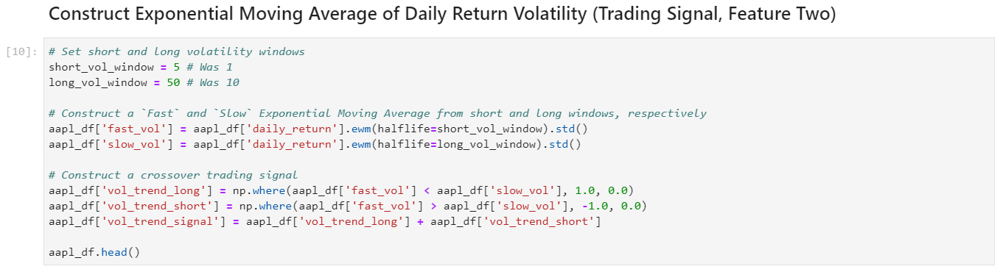 Construct Exponential Moving Average of Daily Return Volatility (Trading Signal, Feature Two)
[10]:
# Set short and long volatility windows
short_vol_window = 5 # Was 1
long_vol_window = 50 # Was 10
# Construct a `Fast` and `Slow` Exponential Moving Average from short and long windows, respectively
aapl_df['fast_vol'] = aapl_df['daily_return'].ewm(halflife=short_vol_window).std()
aapl_df['slow_vol'] = aapl_df['daily_return'].ewm(halflife=long_vol_window).std()
# Construct a crossover trading signal
aapl_df['vol_trend_long'] = np.where(aapl_df['fast_vol'] < aapl_df['slow_vol'], 1.0, 0.0)
aapl_df['vol_trend_short'] = np.where(aapl_df['fast_vol'] > aapl_df['slow_vol'], -1.0, 0.0)
aapl_df['vol_trend_signal'] = aapl_df['vol_trend_long'] + aapl_df['vol_trend_short']
aapl_df.head()